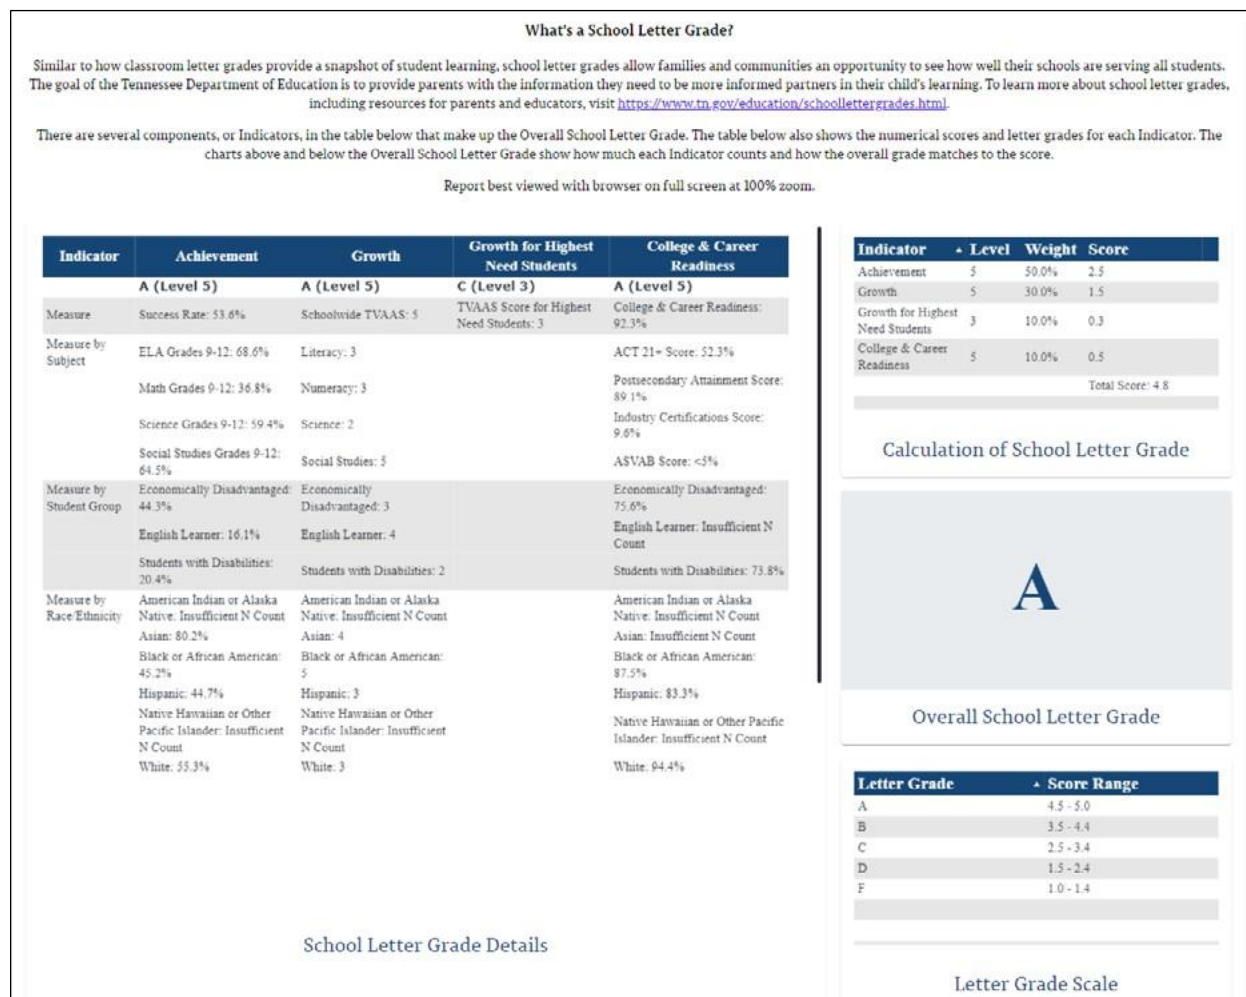 What's a School Letter Grade?
Similar to how classroom letter grades provide a snapshot of student learning, school letter grades allow families and communities an opportunity to see how well their schools are serving all students.
The goal of the Tennessee Department of Education is to provide parents with the information they need to be more informed partners in their child's learning. To learn more about school letter grades,
including resources for parents and educators, visit https://www.tn.gov/education/schoollettergrades.html.
There are several components, or Indicators, in the table below that make up the Overall School Letter Grade. The table below also shows the numerical scores and letter grades for each Indicator. The
charts above and below the Overall School Letter Grade show how much each Indicator counts and how the overall grade matches to the score.
Report best viewed with browser on full screen at 100% zoom.
Indicator Achievement Growth Growth for Highest College & Career
Need Students Readiness
A (Level 5) A (Level 5) C (Level 3) A (Level 5)
Measure Success Rate: 53.6% Schoolwide TVAAS: 5 TVAAS Score for Highest College & Career Readiness:
Need Students: 3 92.3%
Measure by
Subject ELA Grades 9-12: 68.6% Literacy: 3 ACT 21+ Score: 52.3%
Math Grades 9-12: 36.8% Numeracy: 3 Postsecondary Attainment Score:
89.1%
Science Grades 9-12: 59.4% Science: 2 Industry Certifications Score:
9.6%
Social Studies Grades 9-12: Social Studies: 5 ASVAB Score: <5%
64.5%
Measure by Economically Disadvantaged: Economically Economically Disadvantaged:
Student Group 44.3% Disadvantaged: 3 75.6%
English Learner: 16.1% English Learner: 4 English Learner: Insufficient N
Count
Students with Disabilities: Students with Disabilities: 2 Students with Disabilities: 73.8%
20.4%
Measure by American Indian or Alaska American Indian or Alaska American Indian or Alaska
Race/Ethnicity Native: Insufficient N Count Native: Insufficient N Count Native: Insufficient N Count
Asian: 80.2% Asian: 4 Asian: Insufficient N Count
Black or African American: Black or African American: Black or African American:
45.2% 5 87.5%
Hispanic: 44.7% Hispanic: 3 Hispanic: 83.3%
Native Hawaiian or Other Native Hawaiian or Other Native Hawaiian or Other Pacific
Pacific Islander: Insufficient Pacific Islander: Insufficient Islander: Insufficient N Count
N Count N Count
White: 55.3% White: 3 White: 94.4%
School Letter Grade Details
Indicator Level Weight Score
Achievement 5 50.0% 2.5
Growth 5 30.0% 1.5
Growth for Highest 3 10.0% 0.3
Need Students
College & Career 5 10.0% 0.5
Readiness
Total Score: 4.8
Calculation of School Letter Grade
A
Overall School Letter Grade
Letter Grade Score Range
A 4.5 - 5.0
B 3.5 - 4.4
C 2.5 - 3.4
D 1.5 - 2.4
F 1.0 - 1.4
Letter Grade Scale